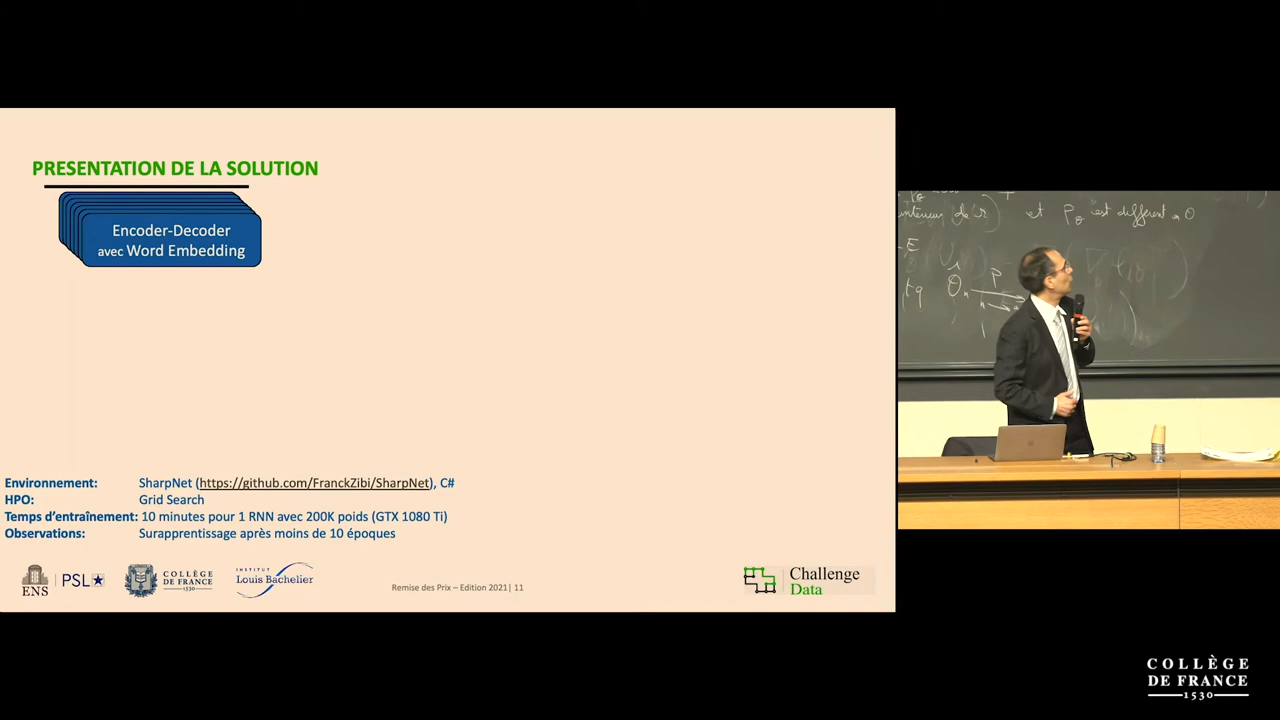 PRESENTATION DE LA SOLUTION
Encoder-Decoder
avec Word Embedding
Environnement: SharpNet (https://github.com/FranckZibi/SharpNet), C#
HPO: Grid Search
Temps d'entraînement: 10 minutes pour 1 RNN avec 200K poids (GTX 1080 Ti)
Observations: Surapprentissage après moins de 10 époques
ENS
PSL
COLLÈGE
DE FRANCE
1530
INSTITUT
Louis Bachelier
Remise des Prix – Edition 2021| 11
Challenge
Data
et P θ est different en θ
COLLÈGE
DE FRANCE
1530